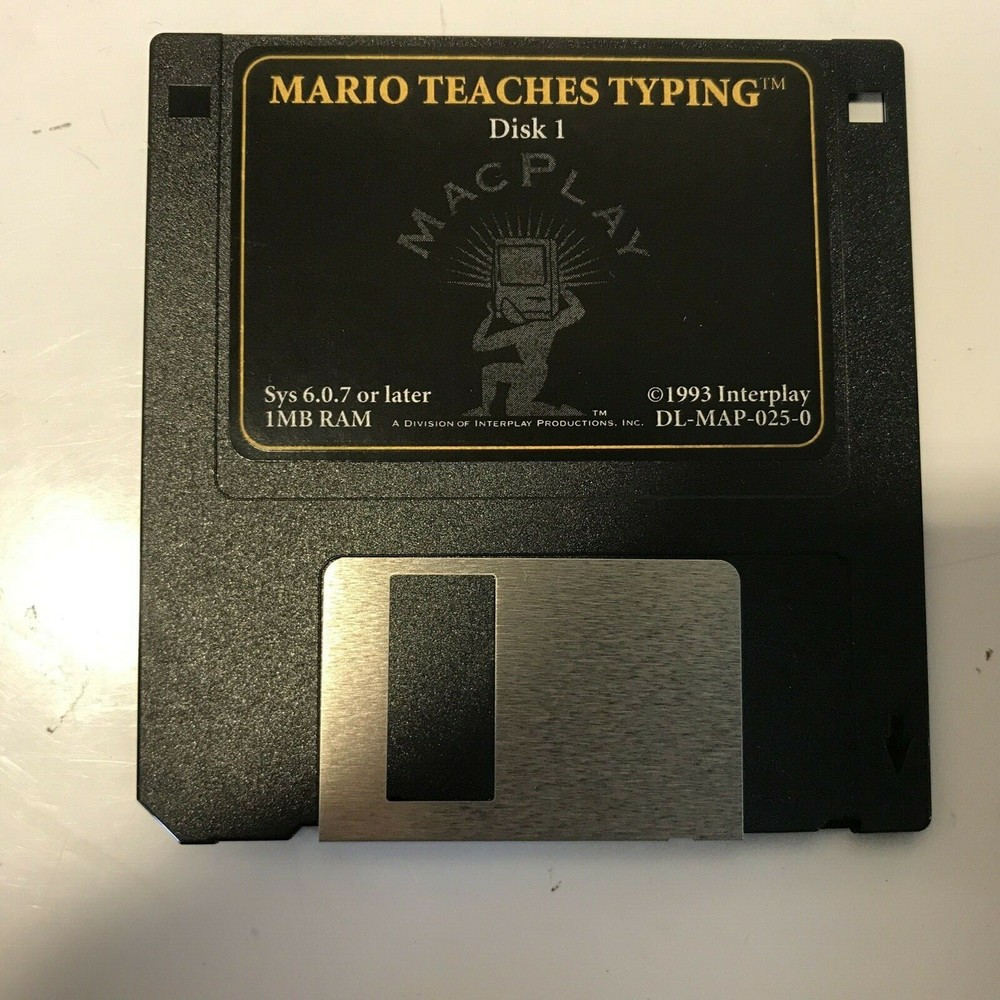 MARIO TEACHES TYPING™
Disk 1
MACPLAY
Sys 6.0.7 or later
1MB RAM
™
A DIVISION OF INTERPLAY PRODUCTIONS, INC.
©1993 Interplay
DL-MAP-025-0